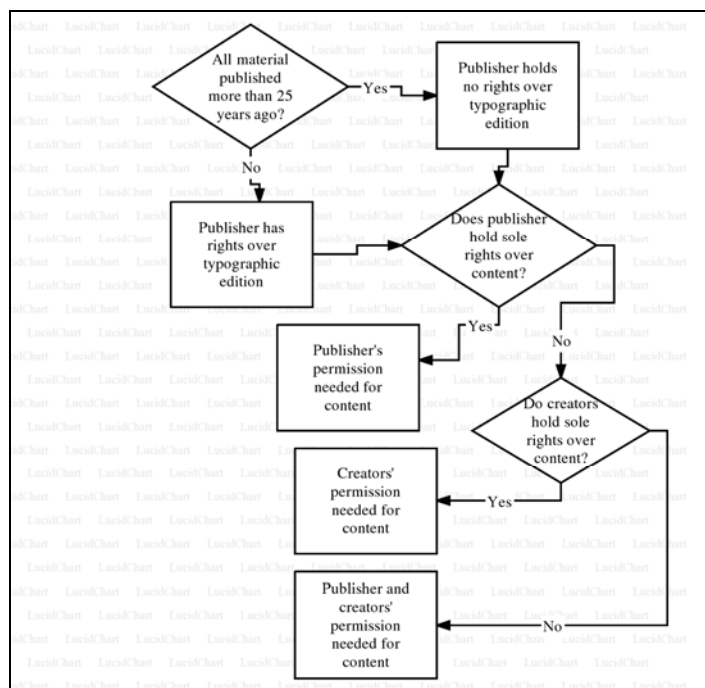 All material
published
more than 25
years ago?
Yes
Publisher holds
no rights over
typographic
edition
No
Publisher has
rights over
typographic
edition
Does publisher
hold sole
rights over
content?
Yes
No
Publisher's
permission
needed for
content
Do creators
hold sole
rights over
content?
Creators'
permission
needed for
content
Yes
Publisher and
creators'
permission
needed for
content
No